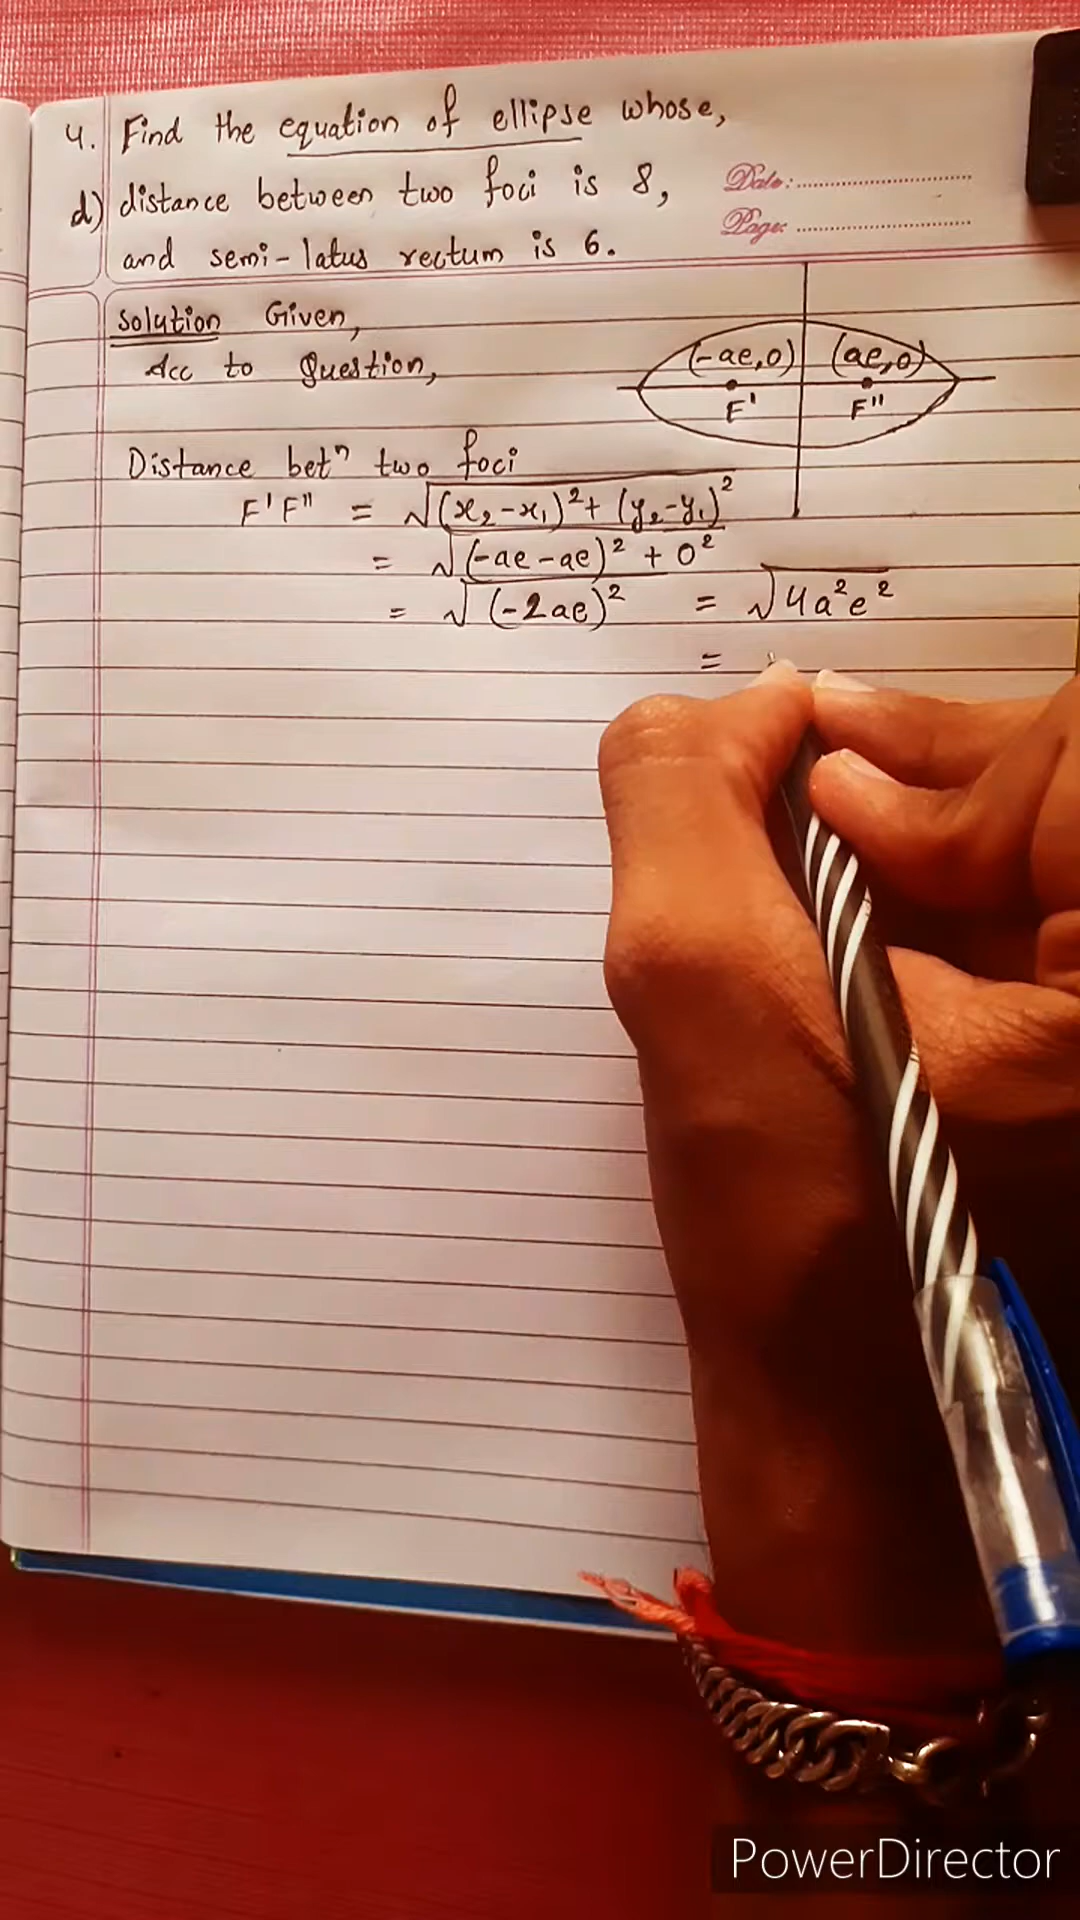 4. Find the equation of ellipse whose,
d) distance between two foci is 8,
and semi-latus rectum is 6.
Date:
Page:
Solution Given,
Acc to Question,
(-ae,0) (ae,0)
F' F"
Distance betⁿ two foci
F'F" = √(x₂-x₁)²+(y₂-y₁)²
= √(-ae-ae)² + 0²
= √(-2ae)² = √4a²e²
=
PowerDirector